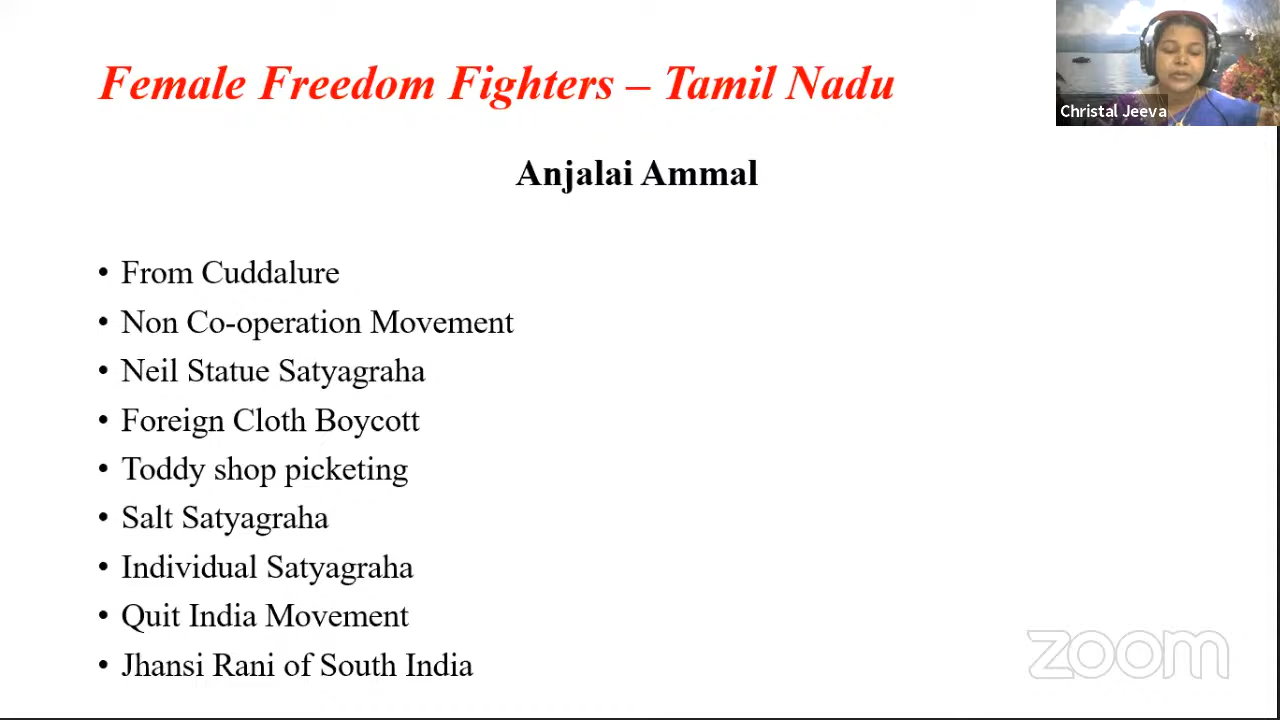 Female Freedom Fighters – Tamil Nadu
Christal Jeeva
Anjalai Ammal
• From Cuddalure
• Non Co-operation Movement
• Neil Statue Satyagraha
• Foreign Cloth Boycott
• Toddy shop picketing
• Salt Satyagraha
• Individual Satyagraha
• Quit India Movement
• Jhansi Rani of South India
zoom